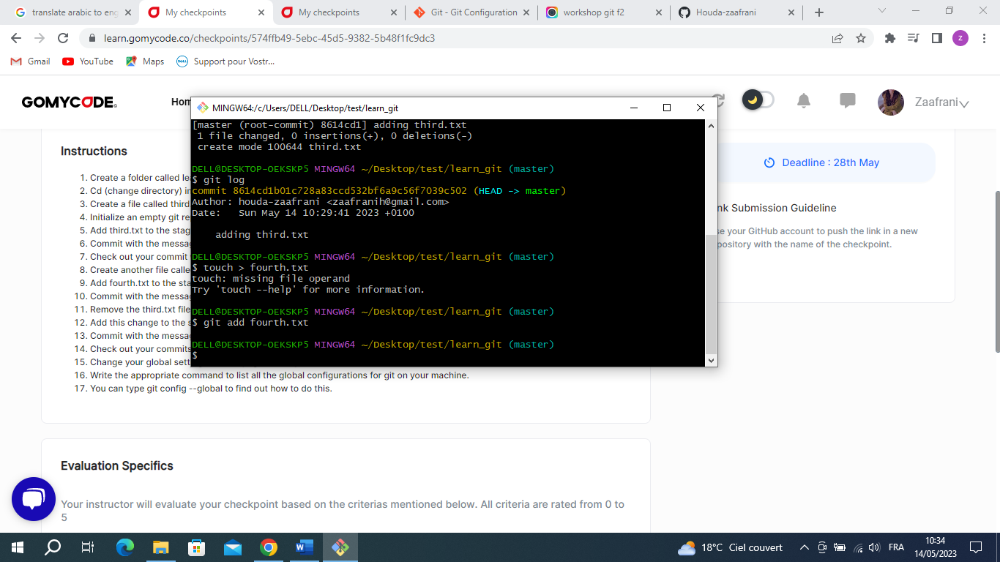 translate arabic to eng
My checkpoints
My checkpoints
Git - Git Configuration
workshop git f2
Houda-zaafrani
learn.gomycode.co/checkpoints/574ffb49-5ebc-45d5-9382-5b48f1fc9dc3
z
Gmail
YouTube
Maps
Support pour Vostr...
GOMYCODE
Hom
Zaafrani
MINGW64:/c/Users/DELL/Desktop/test/learn_git
[master (root-commit) 8614cd1] adding third.txt
1 file changed, 0 insertions(+), 0 deletions(-)
create mode 100644 third.txt
DELL@DESKTOP-OEKSKP5 MINGW64 ~/Desktop/test/learn_git (master)
$ git log
commit 8614cd1b01c728a83ccd532bf6a9c56f7039c502 (HEAD -> master)
Author: houda-zaafrani <zaafranih@gmail.com>
Date:   Sun May 14 10:29:41 2023 +0100
adding third.txt
DELL@DESKTOP-OEKSKP5 MINGW64 ~/Desktop/test/learn_git (master)
$ touch > fourth.txt
touch: missing file operand
Try 'touch --help' for more information.
DELL@DESKTOP-OEKSKP5 MINGW64 ~/Desktop/test/learn_git (master)
$ git add fourth.txt
DELL@DESKTOP-OEKSKP5 MINGW64 ~/Desktop/test/learn_git (master)
$
Instructions
1. Create a folder called le
2. Cd (change directory) in
3. Create a file called third
4. Initialize an empty git re
5. Add third.txt to the stag
6. Commit with the messa
7. Check out your commit
8. Create another file calle
9. Add fourth.txt to the sta
10. Commit with the messag
11. Remove the third.txt file
12. Add this change to the s
13. Commit with the messag
14. Check out your commits
15. Change your global sett
16. Write the appropriate command to list all the global configurations for git on your machine.
17. You can type git config --global to find out how to do this.
Deadline : 28th May
nk Submission Guideline
se your GitHub account to push the link in a new
pository with the name of the checkpoint.
Evaluation Specifics
Your instructor will evaluate your checkpoint based on the criterias mentioned below. All criteria are rated from 0 to
5
18°C Ciel couvert
FRA
10:34
14/05/2023